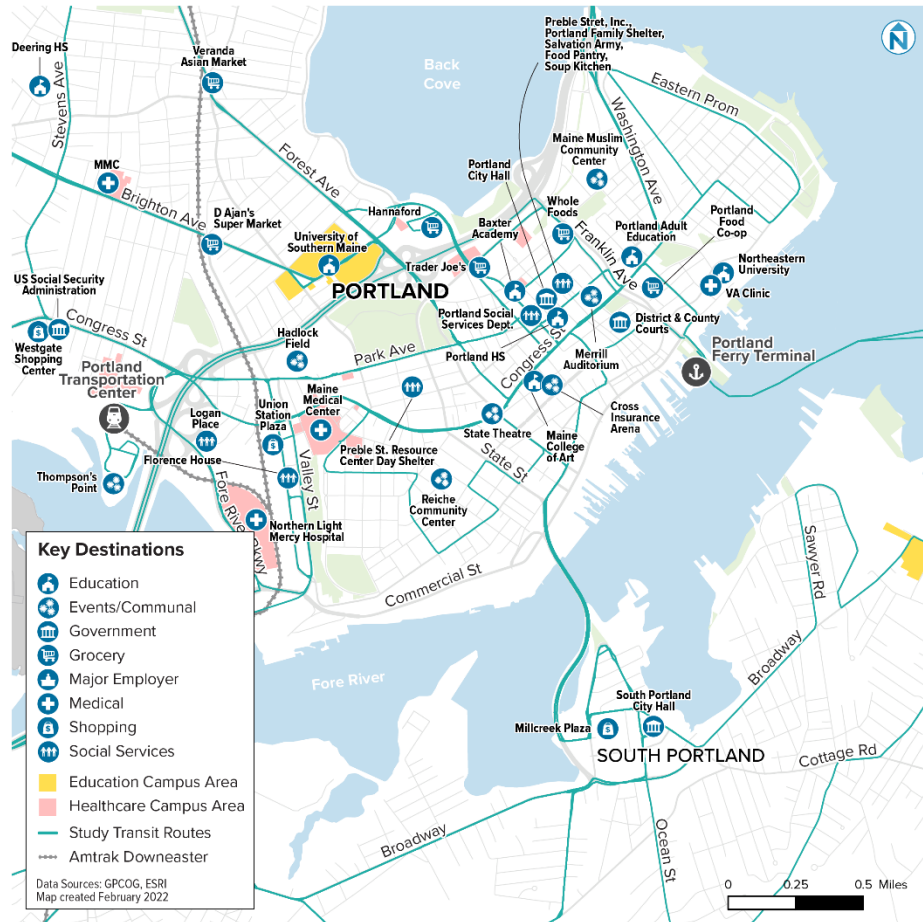 Preble Stret, Inc.,
Portland Family Shelter,
Salvation Army,
Food Pantry,
Soup Kitchen
N
Deering HS
Veranda
Asian Market
Back
Cove
Stevens Ave
Eastern Prom
Washington Ave
Maine Muslim
Community
Center
MMC
Forest Ave
Portland
City Hall
Brighton Ave
D Ajan's
Super Market
Hannaford
Baxter
Academy
Whole
Foods
Franklin Ave
Portland Adult
Education
Portland
Food
Co-op
University of
Southern Maine
Trader Joe's
Northeastern
University
VA Clinic
PORTLAND
US Social Security
Administration
Congress St
Westgate
Shopping
Center
Hadlock
Field
Park Ave
Portland Social
Services Dept.
Portland HS
Congress St
Merrill
Auditorium
District & County
Courts
Portland
Ferry Terminal
Portland
Transportation
Center
Logan
Place
Union
Station
Plaza
Maine
Medical
Center
Preble St. Resource
Center Day Shelter
State Theatre
Maine
College
of Art
Cross
Insurance
Arena
Florence House
Thompson's
Point
Valley St
State St
Reiche
Community
Center
Fore River Pkwy
Northern Light
Mercy Hospital
Commercial St
Sawyer Rd
Broadway
Fore River
South Portland
City Hall
Millcreek Plaza
SOUTH PORTLAND
Cottage Rd
Broadway
Ocean St
Key Destinations
Education
Events/Communal
Government
Grocery
Major Employer
Medical
Shopping
Social Services
Education Campus Area
Healthcare Campus Area
Study Transit Routes
Amtrak Downeaster
Data Sources: GPCOG, ESRI
Map created February 2022
0 0.25 0.5 Miles